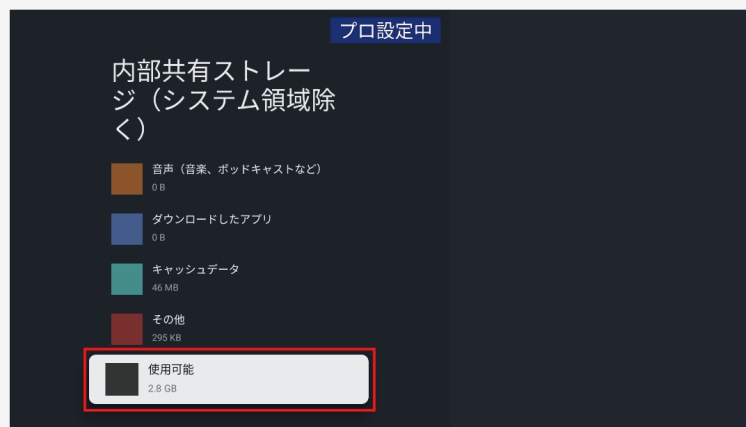 プロ設定中
内部共有ストレー
ジ（システム領域除
く）
音声（音楽、ポッドキャストなど）
0 B
ダウンロードしたアプリ
0 B
キャッシュデータ
46 MB
その他
295 KB
使用可能
2.8 GB